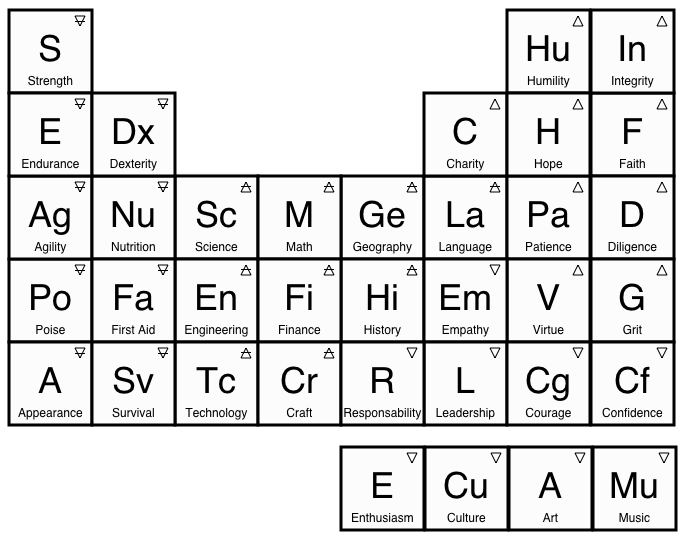 S Hu In
Strength Humility Integrity
E Dx C H F
Endurance Dexterity Charity Hope Faith
Ag Nu Sc M Ge La Pa D
Agility Nutrition Science Math Geography Language Patience Diligence
Po Fa En Fi Hi Em V G
Poise First Aid Engineering Finance History Empathy Virtue Grit
A Sv Tc Cr R L Cg Cf
Appearance Survival Technology Craft Responsability Leadership Courage Confidence
E Cu A Mu
Enthusiasm Culture Art Music